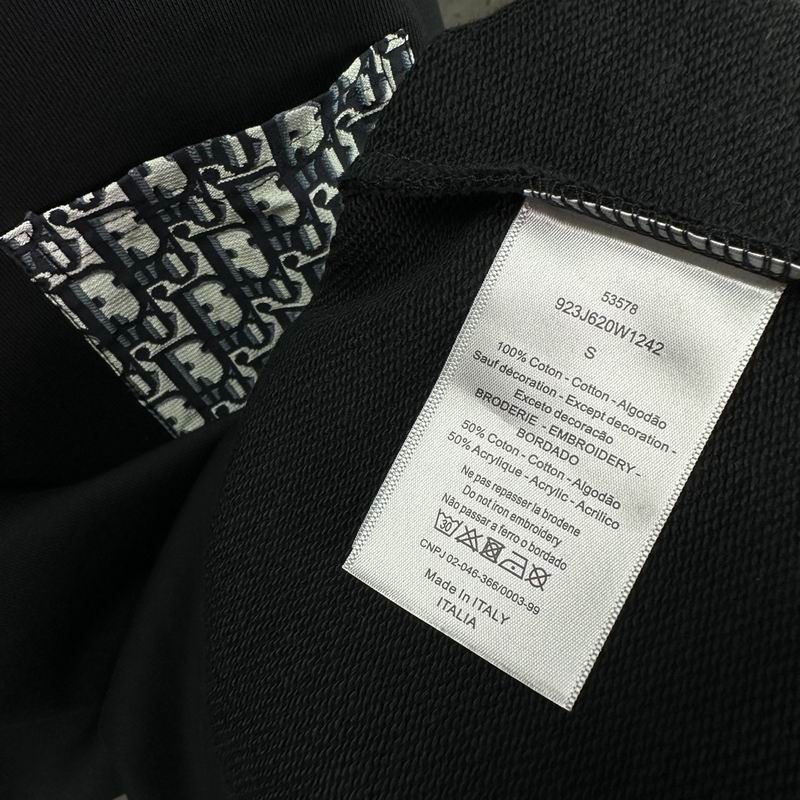 53578
923J620W1242
S
100% Coton - Cotton - Algodão
Sauf décoration - Except decoration -
Exceto decoracão
BRODERIE - EMBROIDERY -
BORDADO
50% Coton - Cotton - Algodão
50% Acrylique - Acrylic - Acrilico
Ne pas repasser la brodene
Do not iron embroidery
Não passar a ferro o bordado
30
CNPJ 02-046-366/0003-99
Made In ITALY
ITALIA